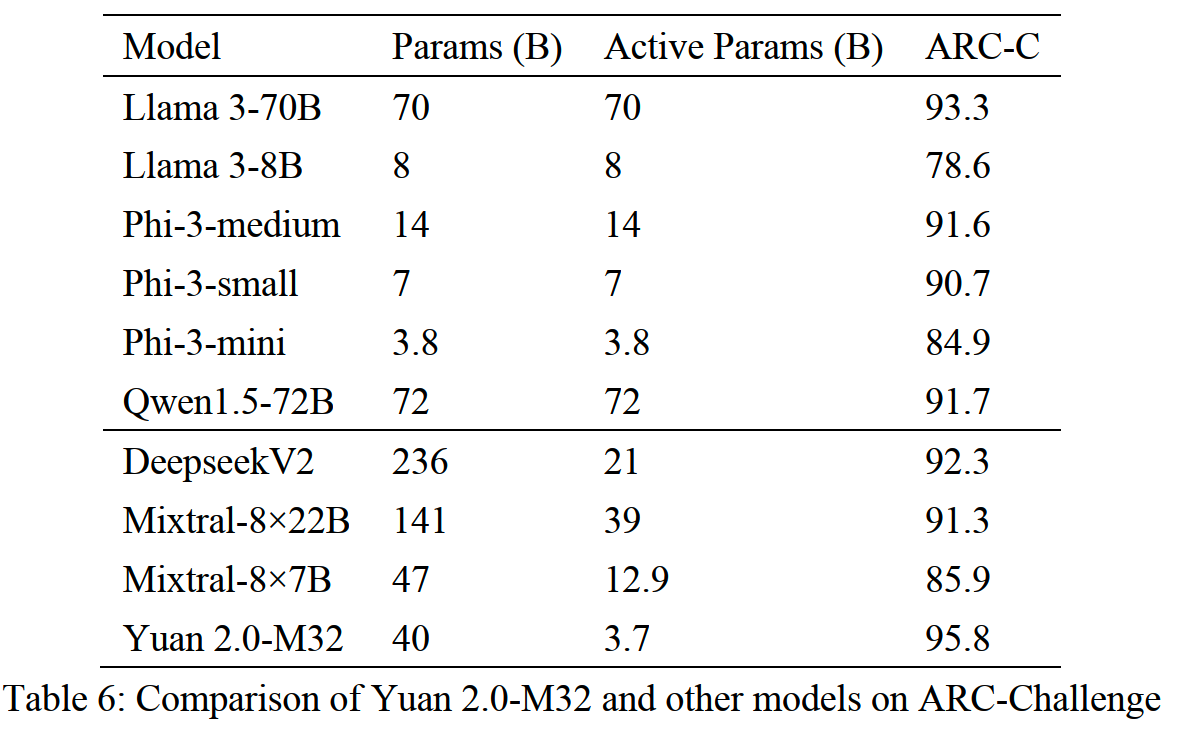 Model Params (B) Active Params (B) ARC-C
Llama 3-70B 70 70 93.3
Llama 3-8B 8 8 78.6
Phi-3-medium 14 14 91.6
Phi-3-small 7 7 90.7
Phi-3-mini 3.8 3.8 84.9
Qwen1.5-72B 72 72 91.7
DeepseekV2 236 21 92.3
Mixtral-8×22B 141 39 91.3
Mixtral-8×7B 47 12.9 85.9
Yuan 2.0-M32 40 3.7 95.8
Table 6: Comparison of Yuan 2.0-M32 and other models on ARC-Challenge